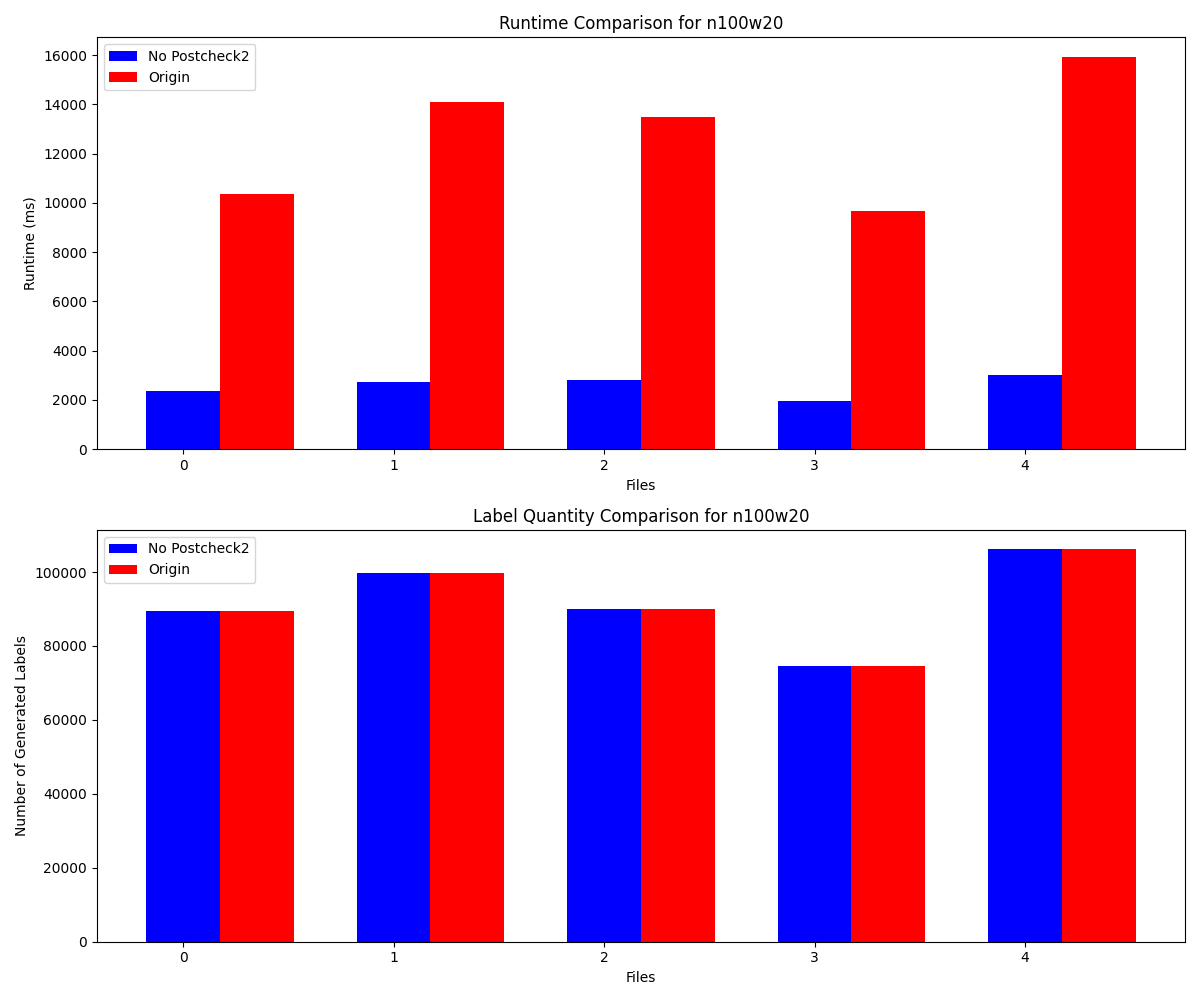 Runtime Comparison for n100w20
No Postcheck2
Origin
16000
14000
12000
10000
8000
6000
4000
2000
0
Runtime (ms)
0 1 2 3 4
Files
Label Quantity Comparison for n100w20
No Postcheck2
Origin
100000
80000
60000
40000
20000
0
Number of Generated Labels
0 1 2 3 4
Files